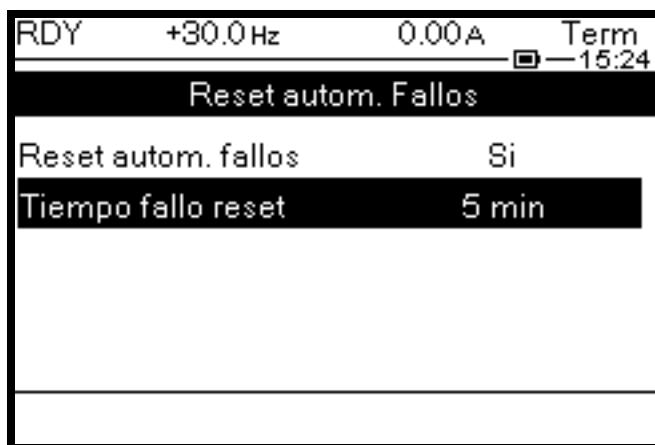 RDY +30.0 Hz 0.00 A Term
15:24
Reset autom. Fallos
Reset autom. fallos Si
Tiempo fallo reset 5 min